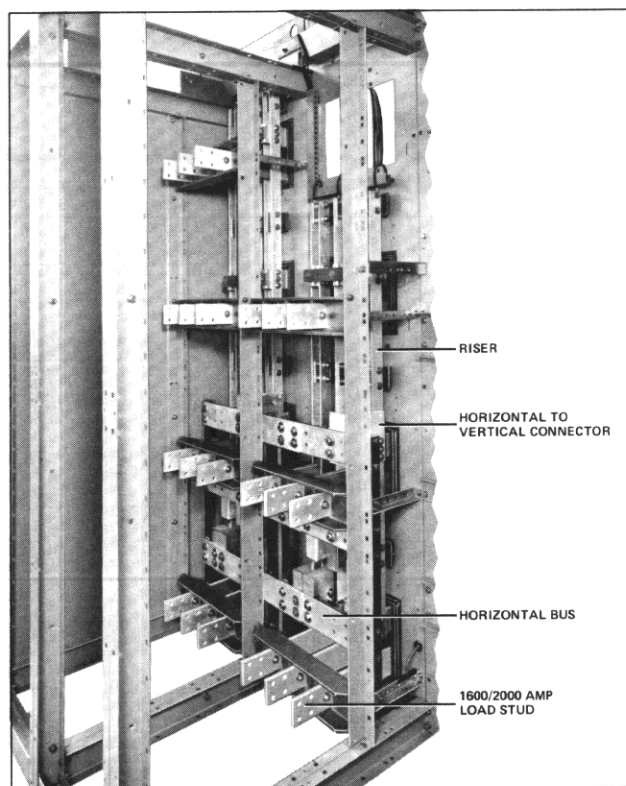 RISER
HORIZONTAL TO
VERTICAL CONNECTOR
HORIZONTAL BUS
1600/2000 AMP
LOAD STUD